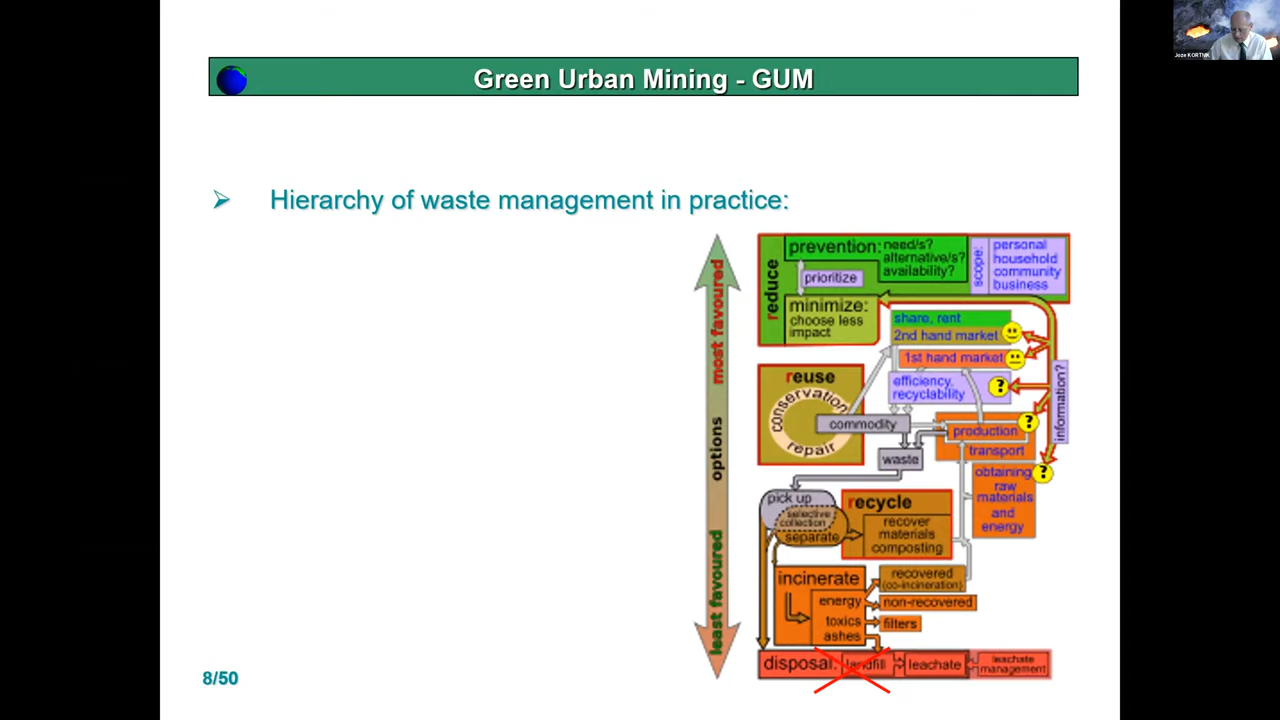 Joze KORTNIK
Green Urban Mining - GUM
Hierarchy of waste management in practice:
most favoured
options
least favoured
reduce
prevention: need/s?
alternative/s?
availability?
scope:
personal
household
community
business
prioritize
minimize:
choose less
impact
share, rent
2nd hand market
1st hand market
efficiency,
recyclability
?
information?
reuse
conservation
repair
commodity
production
?
transport
waste
obtaining
raw
materials
and
energy
?
pick up
selective
collection
separate
recycle
recover
materials
composting
incinerate
energy
toxics
ashes
recovered
(co-incineration)
non-recovered
filters
disposal: landfill
leachate
leachate
management
8/50